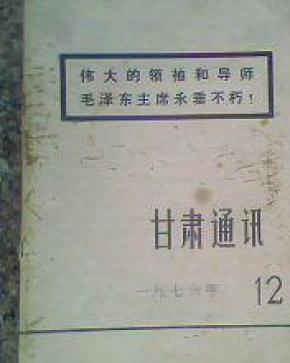 伟大的领袖和导师
毛泽东主席永垂不朽！
甘肃通讯
一九七六年 12